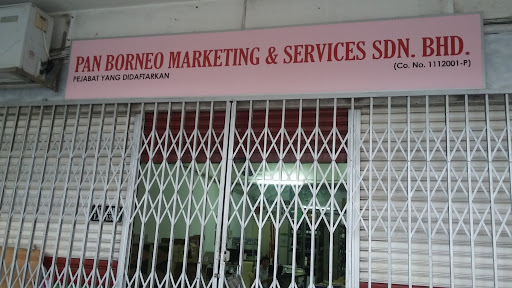 PAN BORNEO MARKETING & SERVICES SDN. BHD.
PEJABAT YANG DIDAFTARKAN
(Co. No. 1112001-P)